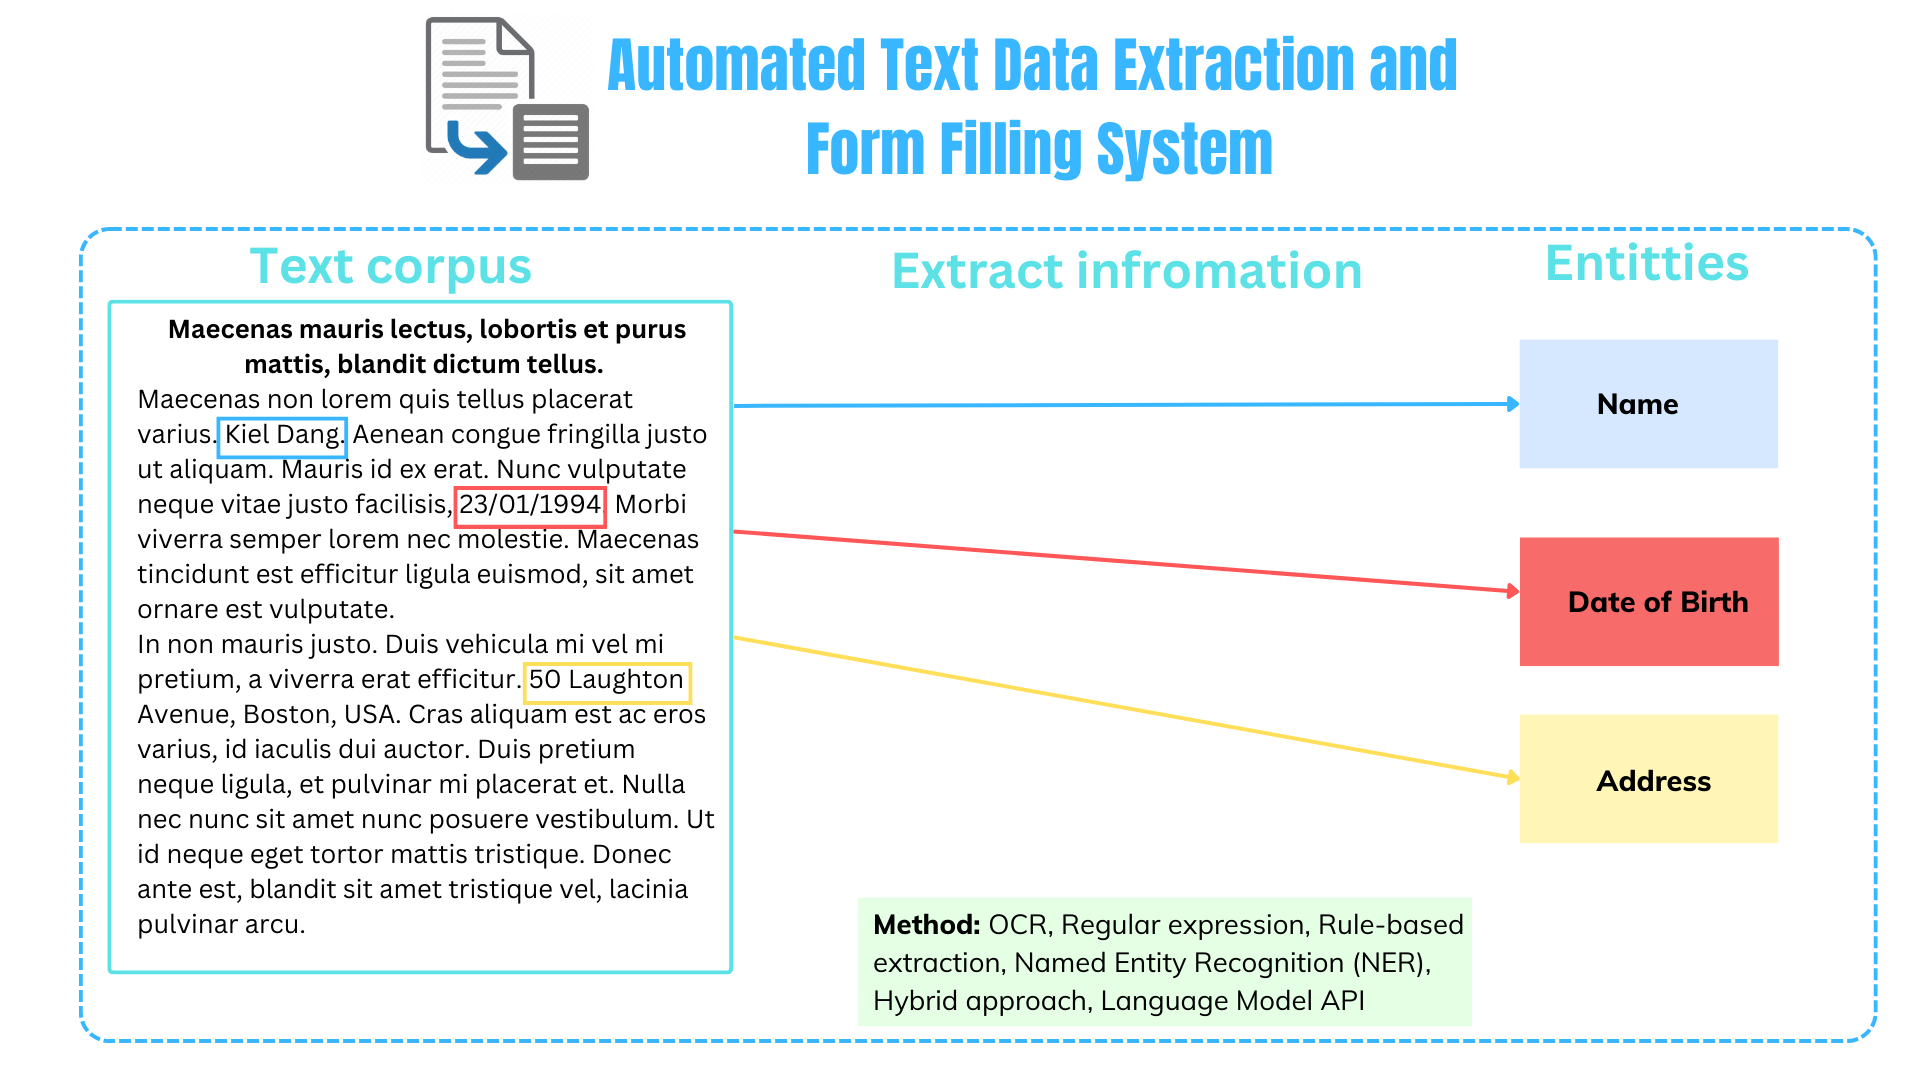 Automated Text Data Extraction and
Form Filling System
Text corpus
Maecenas mauris lectus, lobortis et purus
mattis, blandit dictum tellus.
Maecenas non lorem quis tellus placerat
varius. Kiel Dang. Aenean congue fringilla justo
ut aliquam. Mauris id ex erat. Nunc vulputate
neque vitae justo facilisis, 23/01/1994. Morbi
viverra semper lorem nec molestie. Maecenas
tincidunt est efficitur ligula euismod, sit amet
ornare est vulputate.
In non mauris justo. Duis vehicula mi vel mi
pretium, a viverra erat efficitur. 50 Laughton
Avenue, Boston, USA. Cras aliquam est ac eros
varius, id iaculis dui auctor. Duis pretium
neque ligula, et pulvinar mi placerat et. Nulla
nec nunc sit amet nunc posuere vestibulum. Ut
id neque eget tortor mattis tristique. Donec
ante est, blandit sit amet tristique vel, lacinia
pulvinar arcu.
Extract infromation
Method: OCR, Regular expression, Rule-based
extraction, Named Entity Recognition (NER),
Hybrid approach, Language Model API
Entitties
Name
Date of Birth
Address